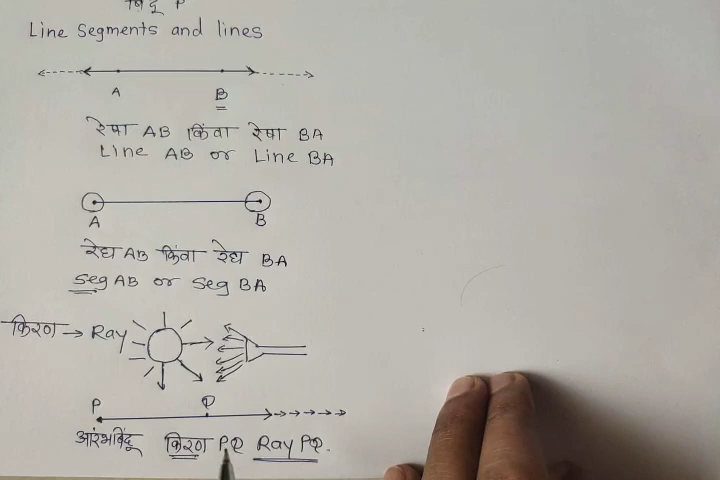 बिंदू P
Line Segments and lines
A B
रेषा AB किंवा रेषा BA
Line AB or Line BA
A B
रेघ AB किंवा रेघ BA
seg AB or seg BA
किरण → Ray
P Q
आरंभबिंदू किरण PQ Ray PQ.